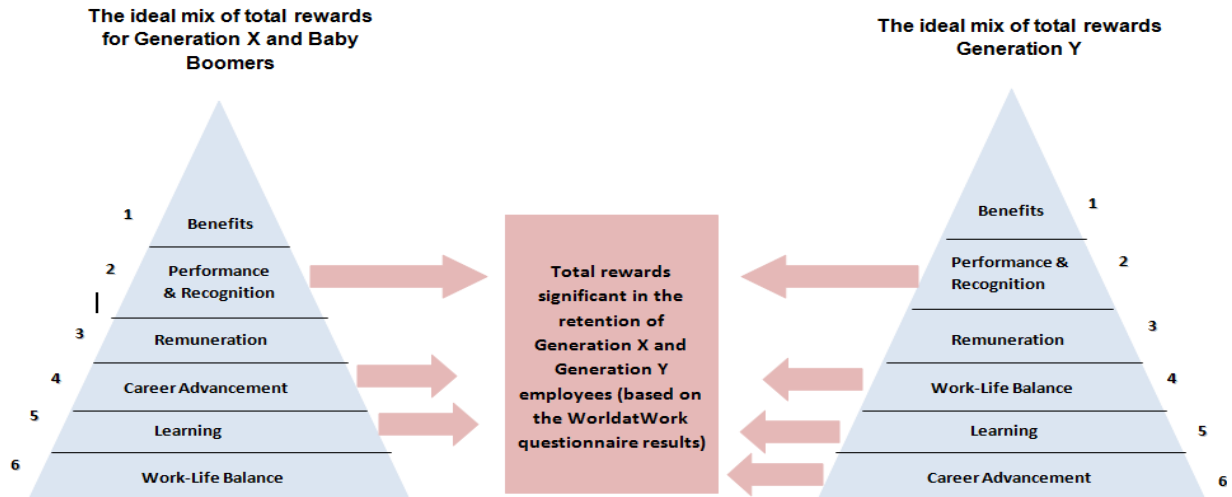 The ideal mix of total rewards
for Generation X and Baby
Boomers
1
Benefits
2
Performance
& Recognition
3
Remuneration
4
Career Advancement
5
Learning
6
Work-Life Balance
Total rewards
significant in the
retention of
Generation X and
Generation Y
employees (based on
the WorldatWork
questionnaire results)
The ideal mix of total rewards
Generation Y
Benefits
1
Performance &
Recognition
2
Remuneration
3
Work-Life Balance
4
Learning
5
Career Advancement
6